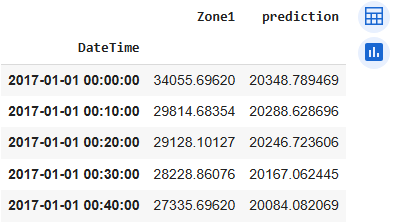 Zone1 prediction
DateTime
2017-01-01 00:00:00 34055.69620 20348.789469
2017-01-01 00:10:00 29814.68354 20288.628696
2017-01-01 00:20:00 29128.10127 20246.723606
2017-01-01 00:30:00 28228.86076 20167.062445
2017-01-01 00:40:00 27335.69620 20084.082069